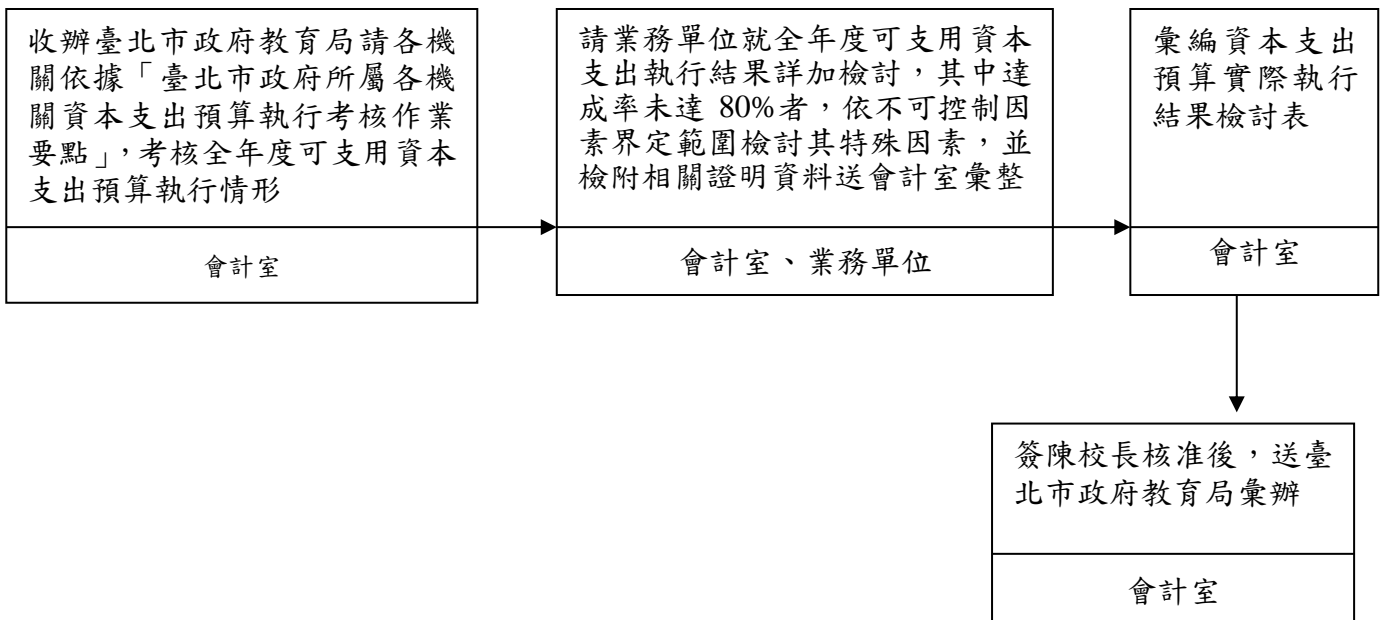 收辦臺北市政府教育局請各機
關依據「臺北市政府所屬各機
關資本支出預算執行考核作業
要點」，考核全年度可支用資本
支出預算執行情形
會計室
請業務單位就全年度可支用資本
支出執行結果詳加檢討，其中達
成率未達 80%者，依不可控制因
素界定範圍檢討其特殊因素，並
檢附相關證明資料送會計室彙整
會計室、業務單位
彙編資本支出
預算實際執行
結果檢討表
會計室
簽陳校長核准後，送臺
北市政府教育局彙辦
會計室